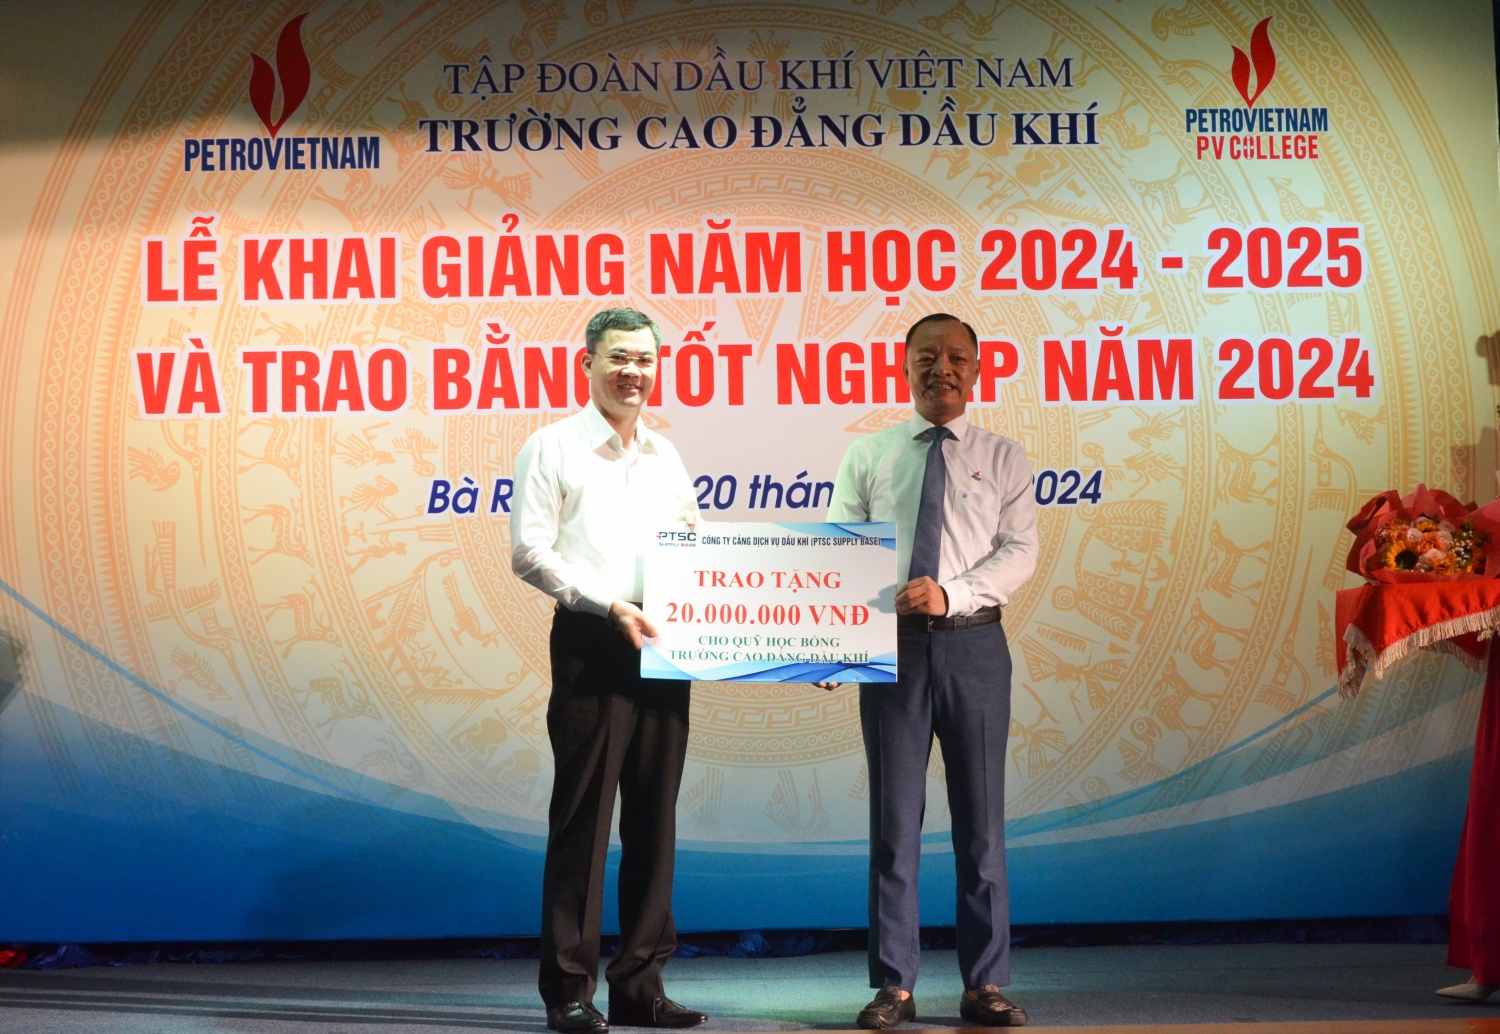 PETROVIETNAM
TẬP ĐOÀN DẦU KHÍ VIỆT NAM
TRƯỜNG CAO ĐẲNG DẦU KHÍ
PETROVIETNAM
PV COLLEGE
LỄ KHAI GIẢNG NĂM HỌC 2024 - 2025
VÀ TRAO BẰNG TỐT NGHIỆP NĂM 2024
Bà 20 2024
PTSC
SUPPLY BASE
CÔNG TY CẢNG DỊCH VỤ DẦU KHÍ (PTSC SUPPLY BASE)
TRAO TẶNG
20.000.000 VNĐ
CHO QUỸ HỌC BỔNG
TRƯỜNG CAO ĐẲNG DẦU KHÍ